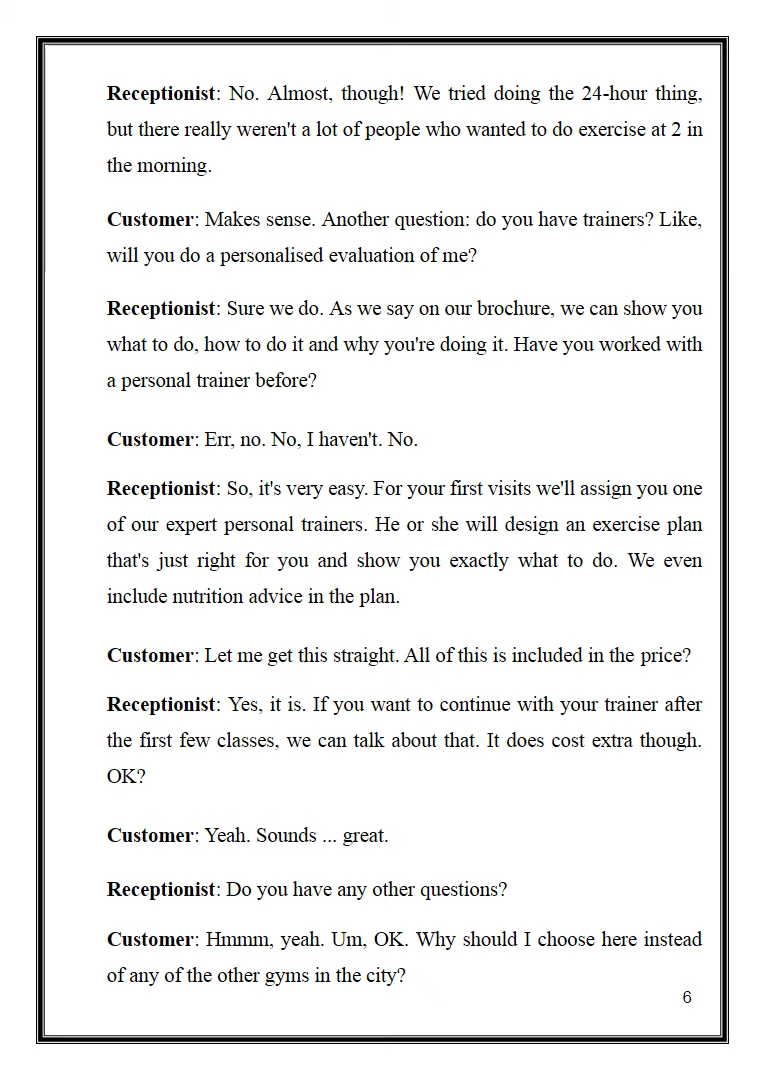 Receptionist: No. Almost, though! We tried doing the 24-hour thing,
but there really weren't a lot of people who wanted to do exercise at 2 in
the morning.
Customer: Makes sense. Another question: do you have trainers? Like,
will you do a personalised evaluation of me?
Receptionist: Sure we do. As we say on our brochure, we can show you
what to do, how to do it and why you're doing it. Have you worked with
a personal trainer before?
Customer: Err, no. No, I haven't. No.
Receptionist: So, it's very easy. For your first visits we'll assign you one
of our expert personal trainers. He or she will design an exercise plan
that's just right for you and show you exactly what to do. We even
include nutrition advice in the plan.
Customer: Let me get this straight. All of this is included in the price?
Receptionist: Yes, it is. If you want to continue with your trainer after
the first few classes, we can talk about that. It does cost extra though.
OK?
Customer: Yeah. Sounds ... great.
Receptionist: Do you have any other questions?
Customer: Hmmm, yeah. Um, OK. Why should I choose here instead
of any of the other gyms in the city?
6